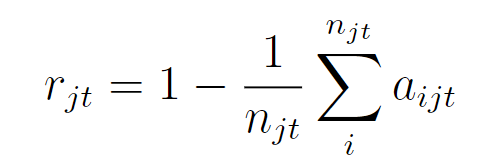 r_{jt} = 1 - \frac{1}{n_{jt}} \sum_{i}^{n_{jt}} a_{ijt}